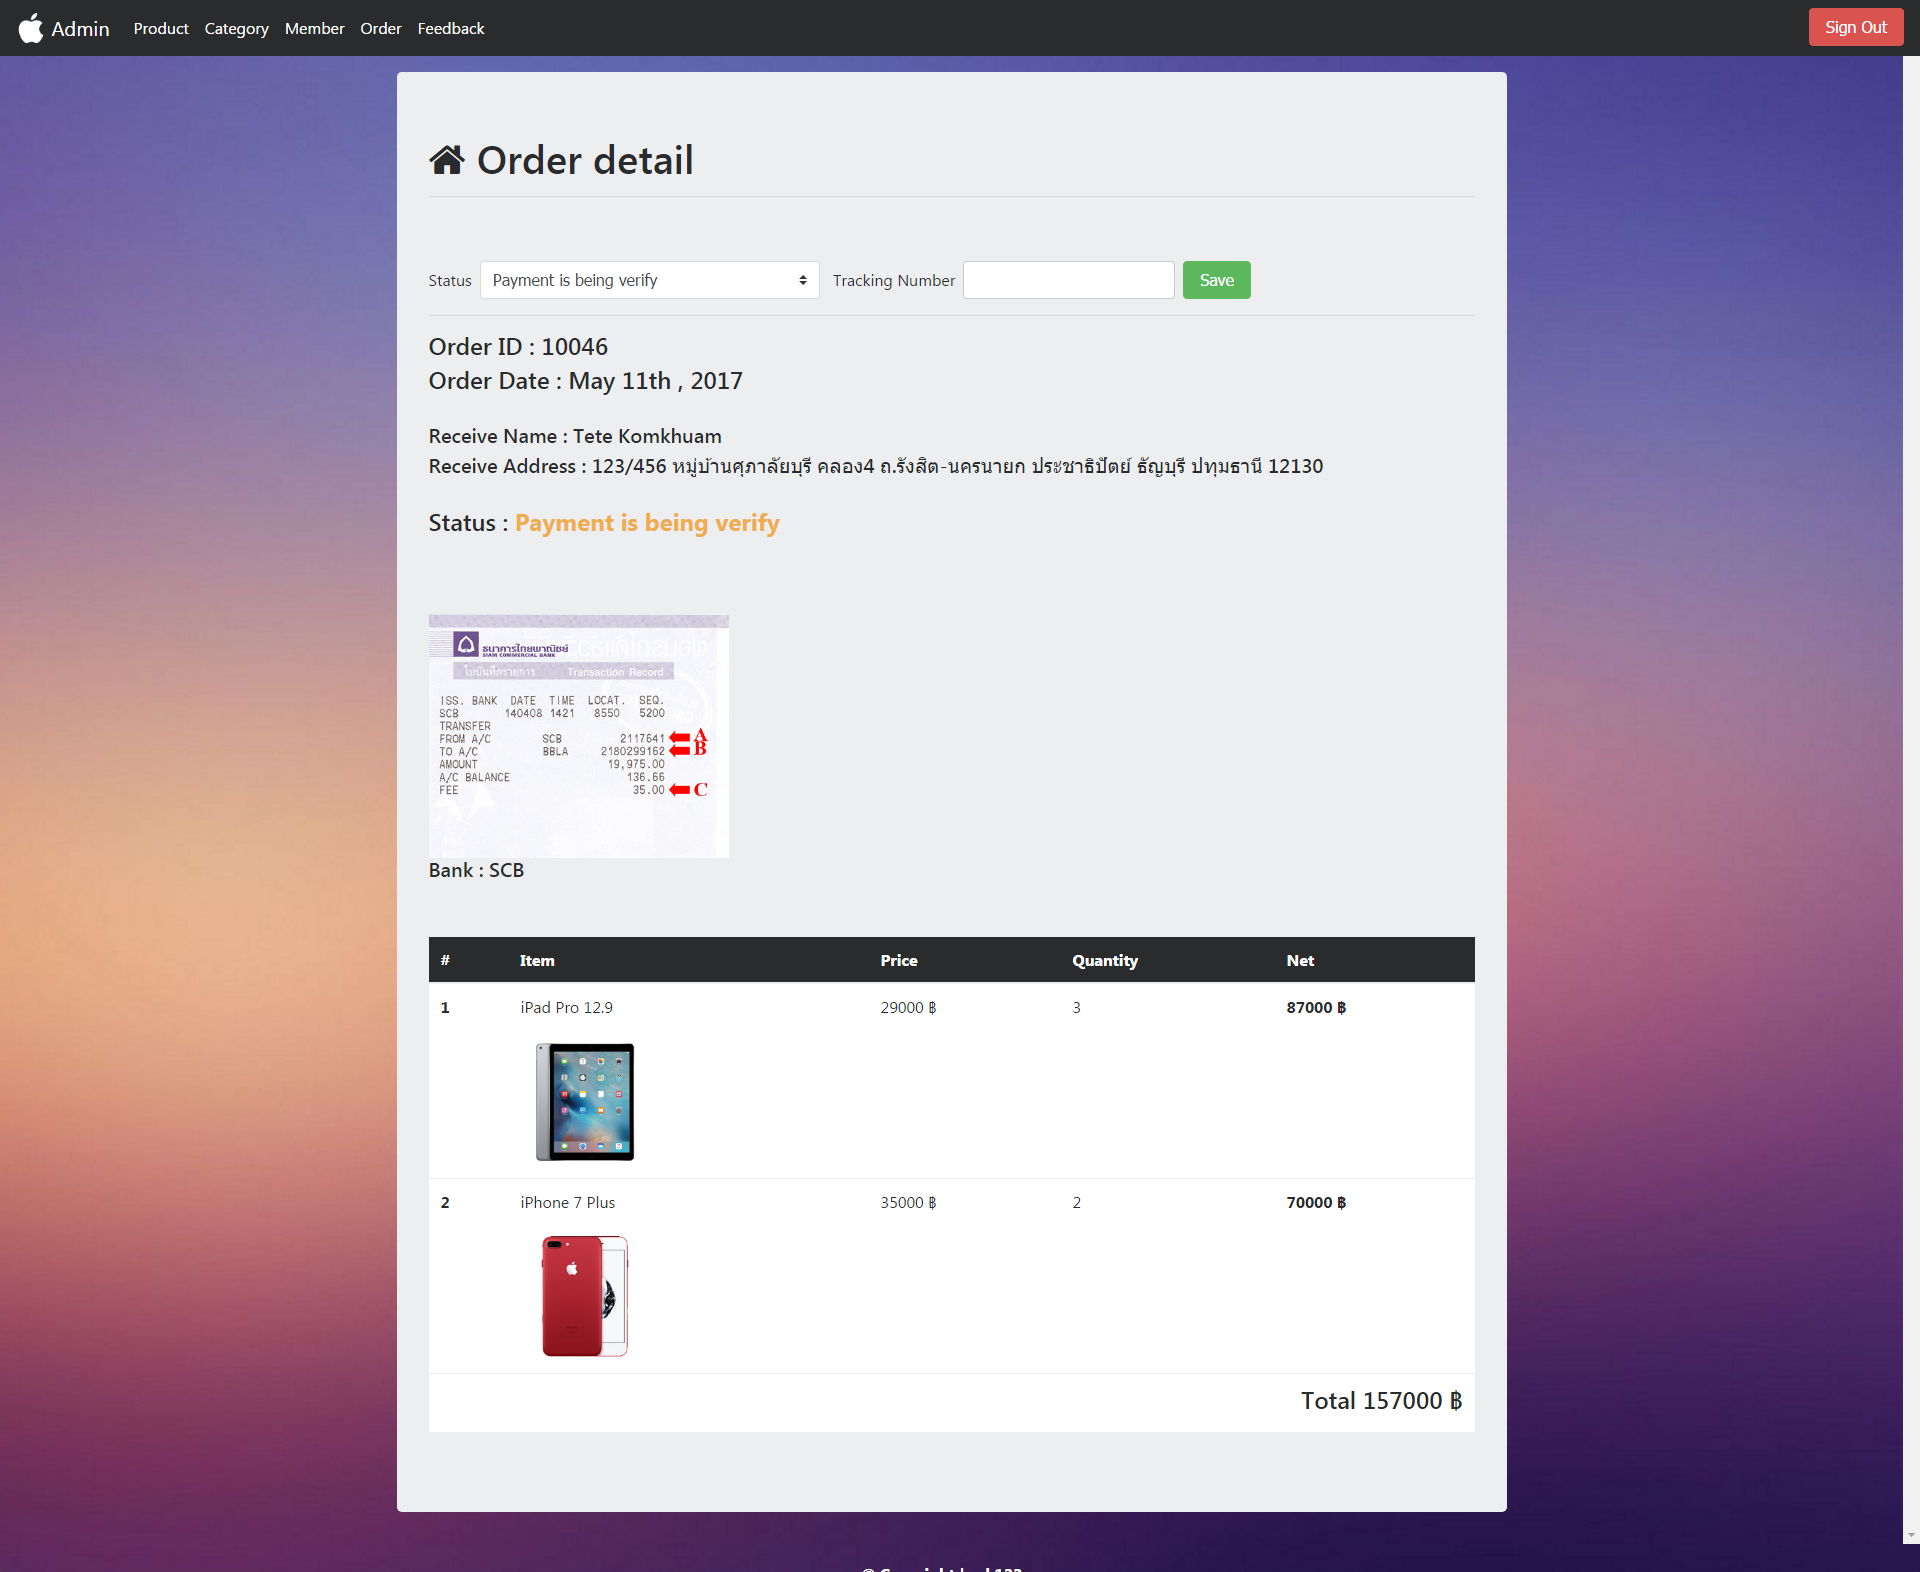 Admin Product Category Member Order Feedback Sign Out
Order detail
Status Payment is being verify Tracking Number Save
Order ID : 10046
Order Date : May 11th , 2017
Receive Name : Tete Komkhuam
Receive Address : 123/456 หมู่บ้านศุภาลัยบุรี คลอง4 ถ.รังสิต-นครนายก ประชาธิปัตย์ ธัญบุรี ปทุมธานี 12130
Status : Payment is being verify
ธนาคารไทยพาณิชย์
SIAM COMMERCIAL BANK
ใบบันทึกรายการ Transaction Record
ISS. BANK DATE TIME LOCAT. SEQ.
SCB 140408 1421 8550 5200
TRANSFER
FROM A/C SCB 2117641 A
TO A/C BBLA 2180299162 B
AMOUNT 19,975.00
A/C BALANCE 136.66
FEE 35.00 C
Bank : SCB
# Item Price Quantity Net
1 iPad Pro 12.9 29000 ฿ 3 87000 ฿
2 iPhone 7 Plus 35000 ฿ 2 70000 ฿
Total 157000 ฿